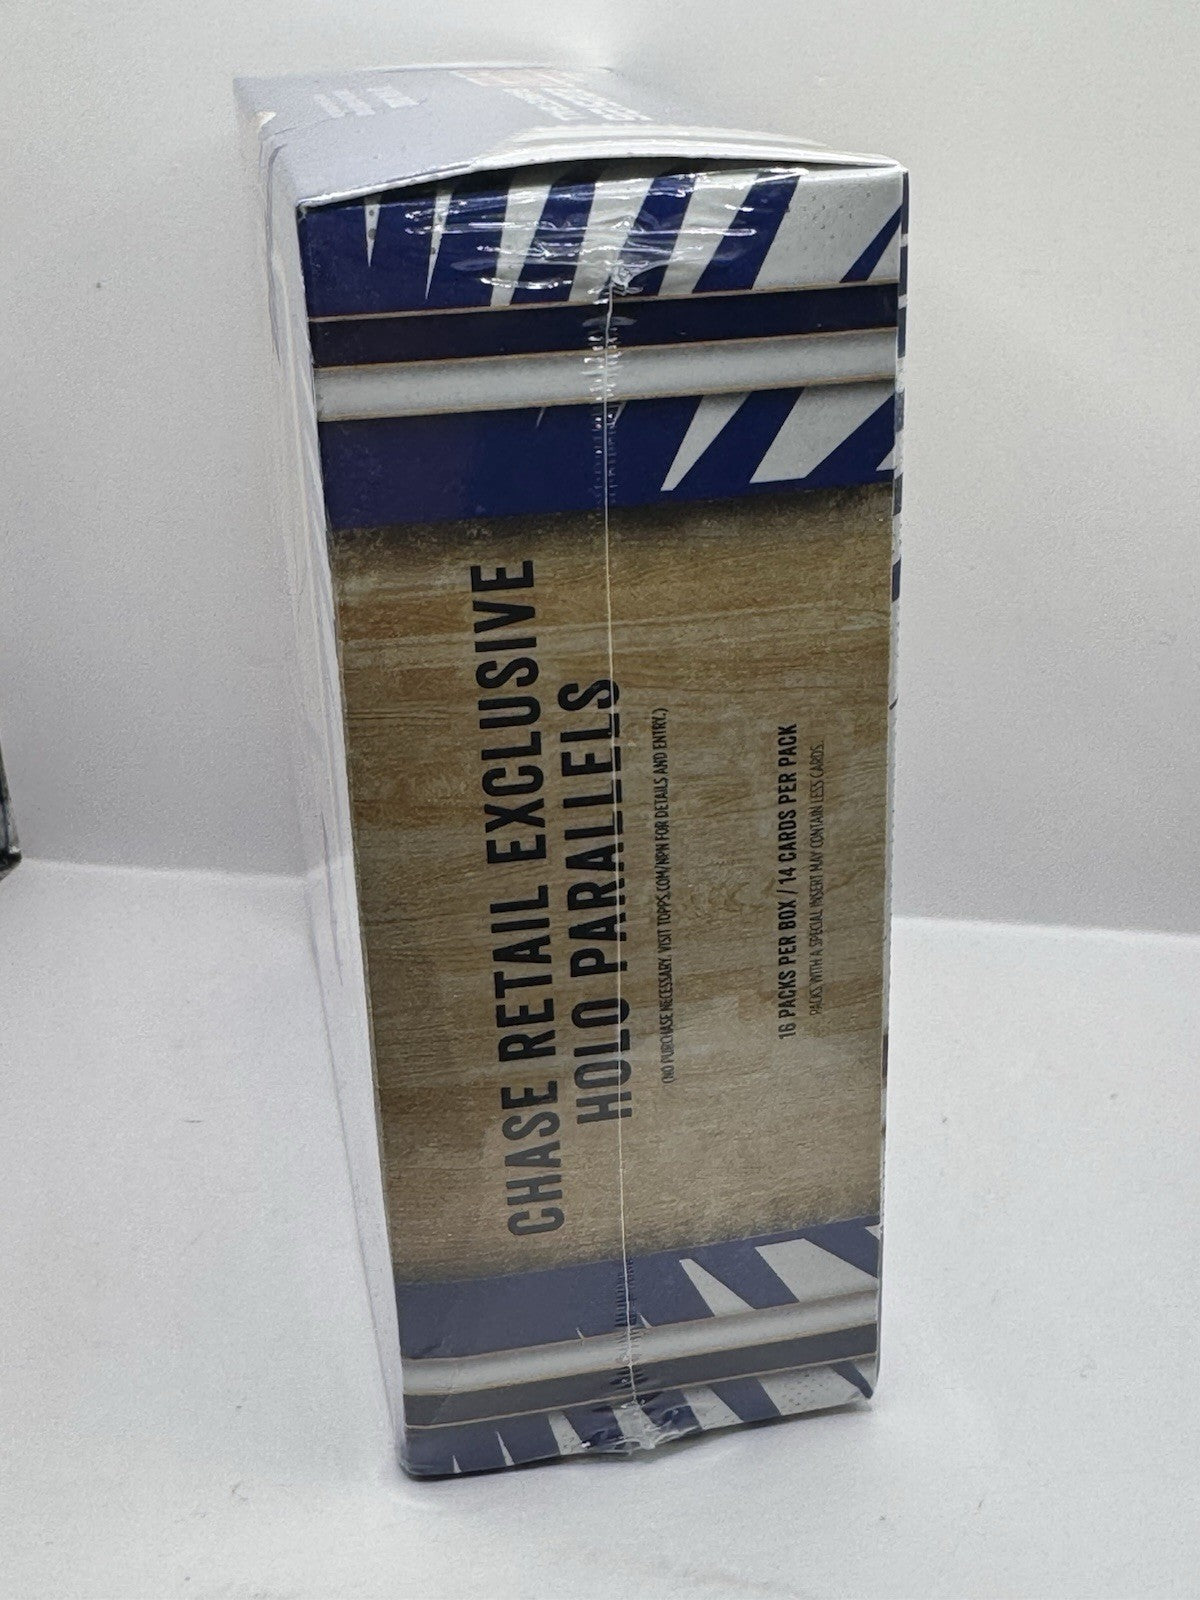 CHASE RETAIL EXCLUSIVE
HOLO PARALLELS
(NO PURCHASE NECESSARY. VISIT TOPPS.COM/NPN FOR DETAILS AND ENTRY.)
16 PACKS PER BOX / 14 CARDS PER PACK
PACKS WITH A SPECIAL INSERT MAY CONTAIN LESS CARDS.